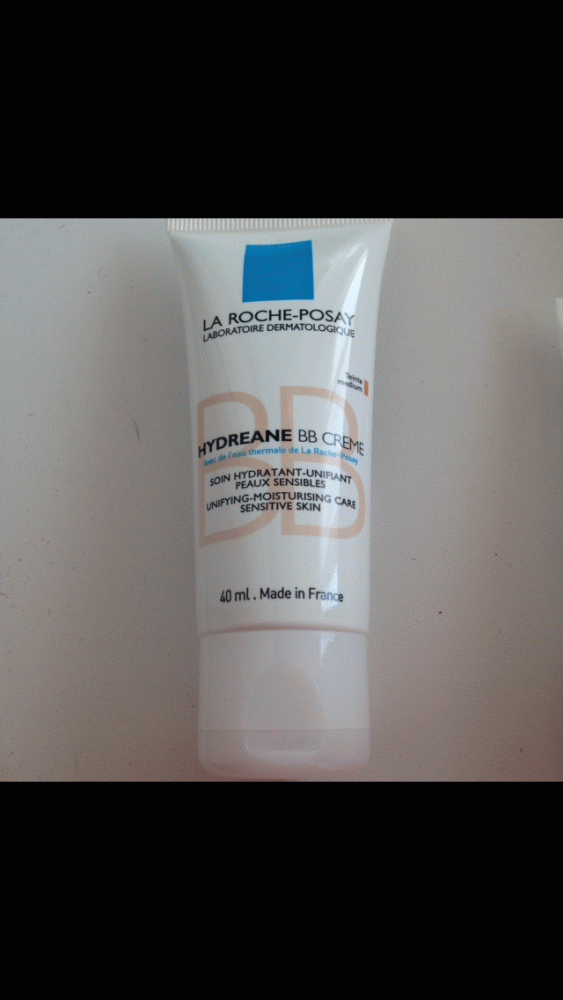 LA ROCHE-POSAY
LABORATOIRE DERMATOLOGIQUE
Teinte
medium
BB
HYDREANE BB CREME
Avec de l'eau thermale de La Roche-Posay
SOIN HYDRATANT-UNIFIANT
PEAUX SENSIBLES
UNIFYING-MOISTURISING CARE
SENSITIVE SKIN
40 ml . Made in France